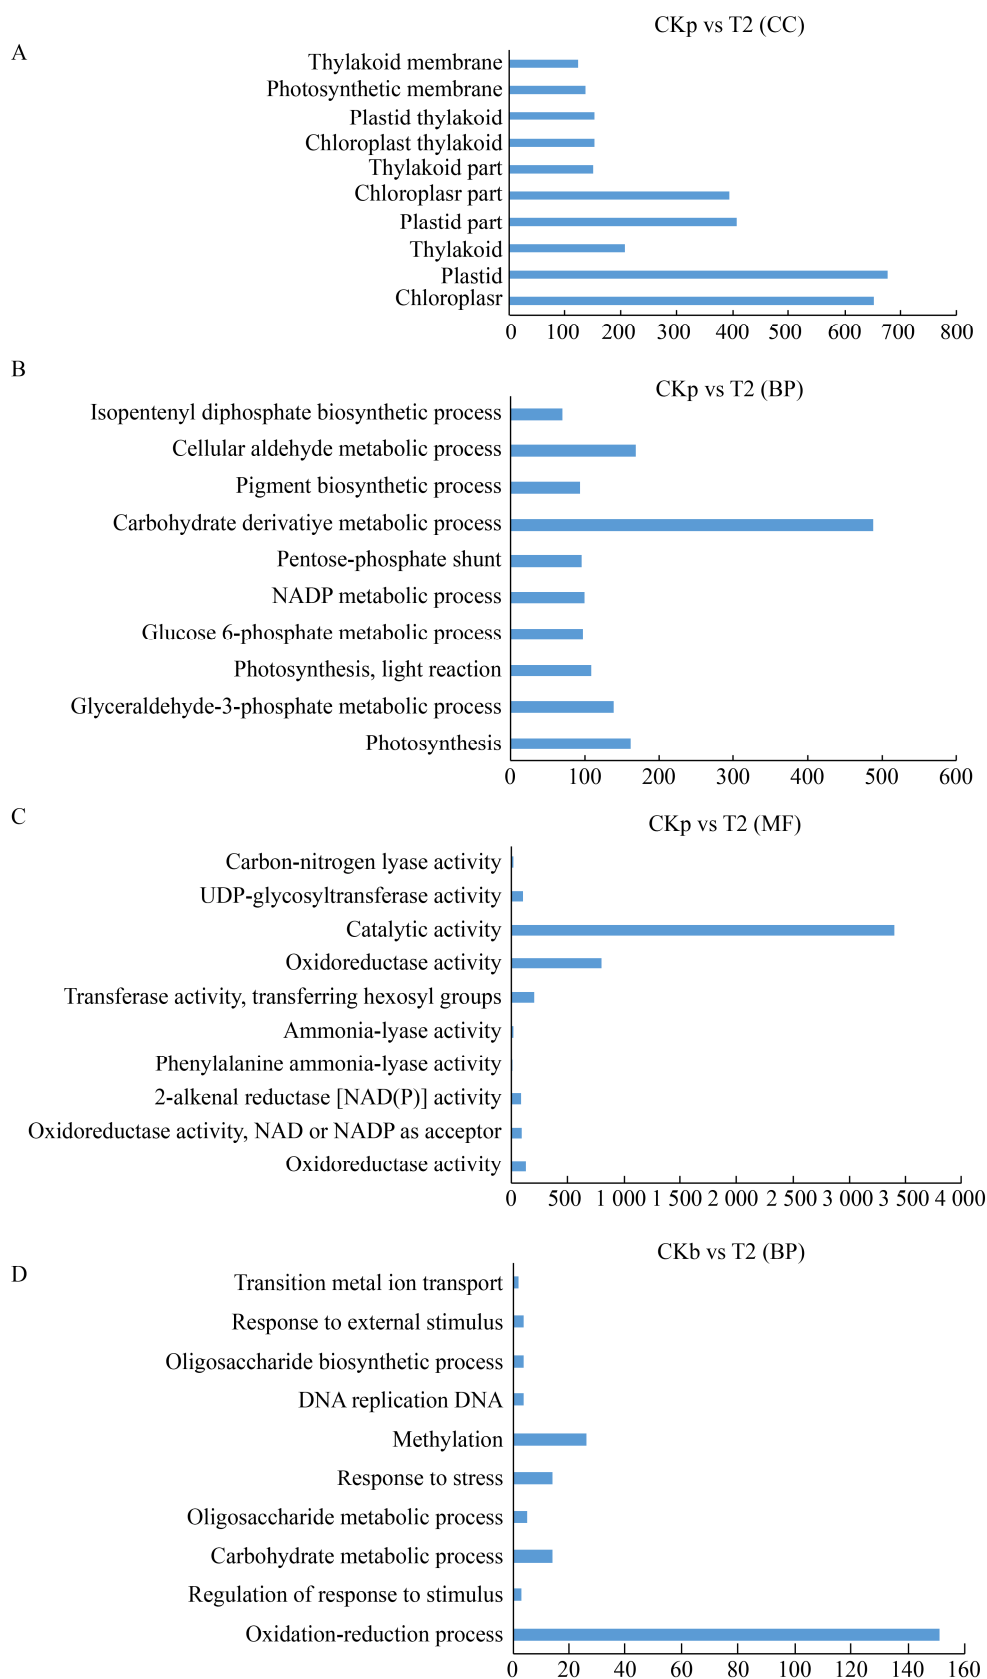 CKp vs T2 (CC)
A
Thylakoid membrane
Photosynthetic membrane
Plastid thylakoid
Chloroplast thylakoid
Thylakoid part
Chloroplasr part
Plastid part
Thylakoid
Plastid
Chloroplasr
0 100 200 300 400 500 600 700 800
B
CKp vs T2 (BP)
Isopentenyl diphosphate biosynthetic process
Cellular aldehyde metabolic process
Pigment biosynthetic process
Carbohydrate derivatiye metabolic process
Pentose-phosphate shunt
NADP metabolic process
Glucose 6-phosphate metabolic process
Photosynthesis, light reaction
Glyceraldehyde-3-phosphate metabolic process
Photosynthesis
0 100 200 300 400 500 600
C
CKp vs T2 (MF)
Carbon-nitrogen lyase activity
UDP-glycosyltransferase activity
Catalytic activity
Oxidoreductase activity
Transferase activity, transferring hexosyl groups
Ammonia-lyase activity
Phenylalanine ammonia-lyase activity
2-alkenal reductase [NAD(P)] activity
Oxidoreductase activity, NAD or NADP as acceptor
Oxidoreductase activity
0 500 1 000 1 500 2 000 2 500 3 000 3 500 4 000
CKb vs T2 (BP)
D
Transition metal ion transport
Response to external stimulus
Oligosaccharide biosynthetic process
DNA replication DNA
Methylation
Response to stress
Oligosaccharide metabolic process
Carbohydrate metabolic process
Regulation of response to stimulus
Oxidation-reduction process
0 20 40 60 80 100 120 140 160